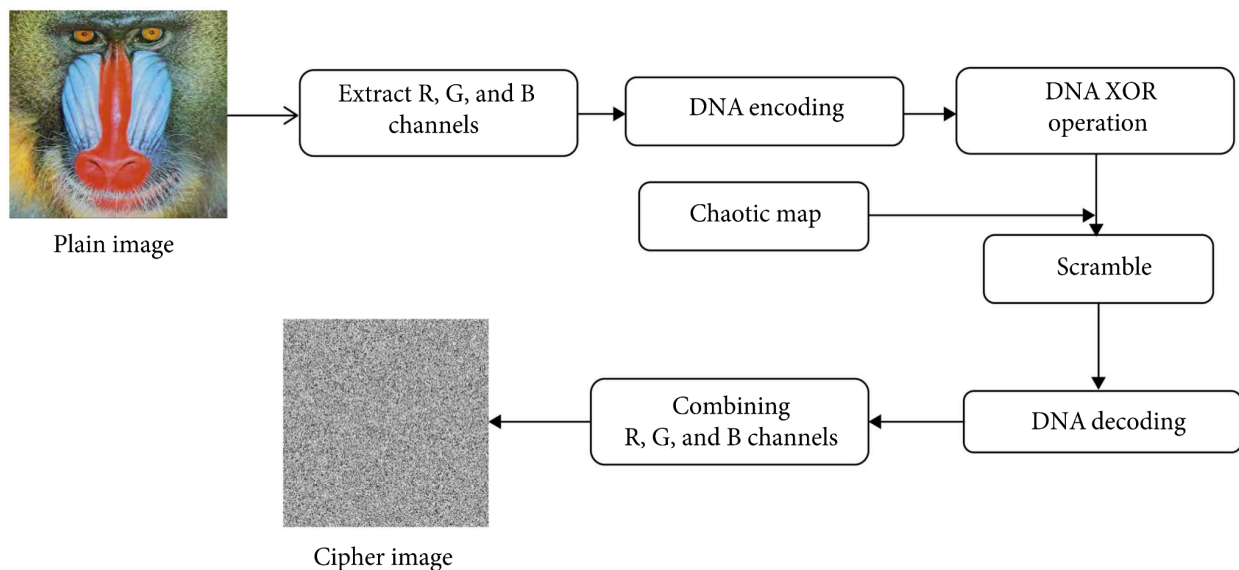 Plain image
Extract R, G, and B
channels
DNA encoding
DNA XOR
operation
Chaotic map
Scramble
DNA decoding
Combining
R, G, and B channels
Cipher image